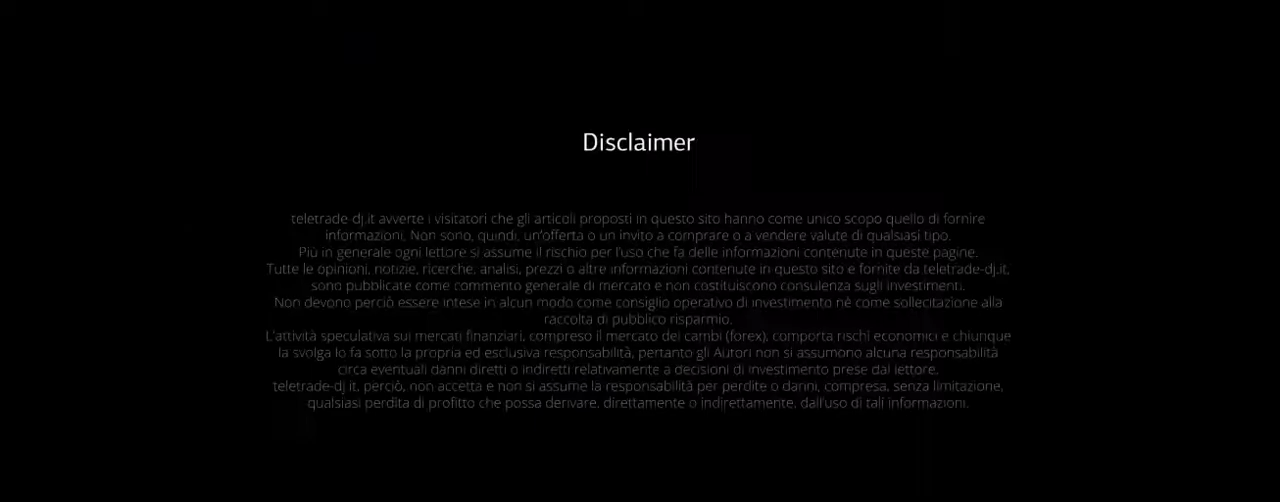 Disclaimer
teletrade-dj.it avverte i visitatori che gli articoli proposti in questo sito hanno come unico scopo quello di fornire
informazioni. Non sono, quindi, un'offerta o un invito a comprare o a vendere valute di qualsiasi tipo.
Più in generale ogni lettore si assume il rischio per l'uso che fa delle informazioni contenute in queste pagine.
Tutte le opinioni, notizie, ricerche, analisi, prezzi o altre informazioni contenute in questo sito e fornite da teletrade-dj.it,
sono pubblicate come commento generale di mercato e non costituiscono consulenza sugli investimenti.
Non devono perciò essere intese in alcun modo come consiglio operativo di investimento nè come sollecitazione alla
raccolta di pubblico risparmio.
L'attività speculativa sui mercati finanziari, compreso il mercato dei cambi (forex), comporta rischi economici e chiunque
la svolga lo fa sotto la propria ed esclusiva responsabilità, pertanto gli Autori non si assumono alcuna responsabilità
circa eventuali danni diretti o indiretti relativamente a decisioni di investimento prese dal lettore.
teletrade-dj.it, perciò, non accetta e non si assume la responsabilità per perdite o danni, compresa, senza limitazione,
qualsiasi perdita di profitto che possa derivare, direttamente o indirettamente, dall'uso di tali informazioni.